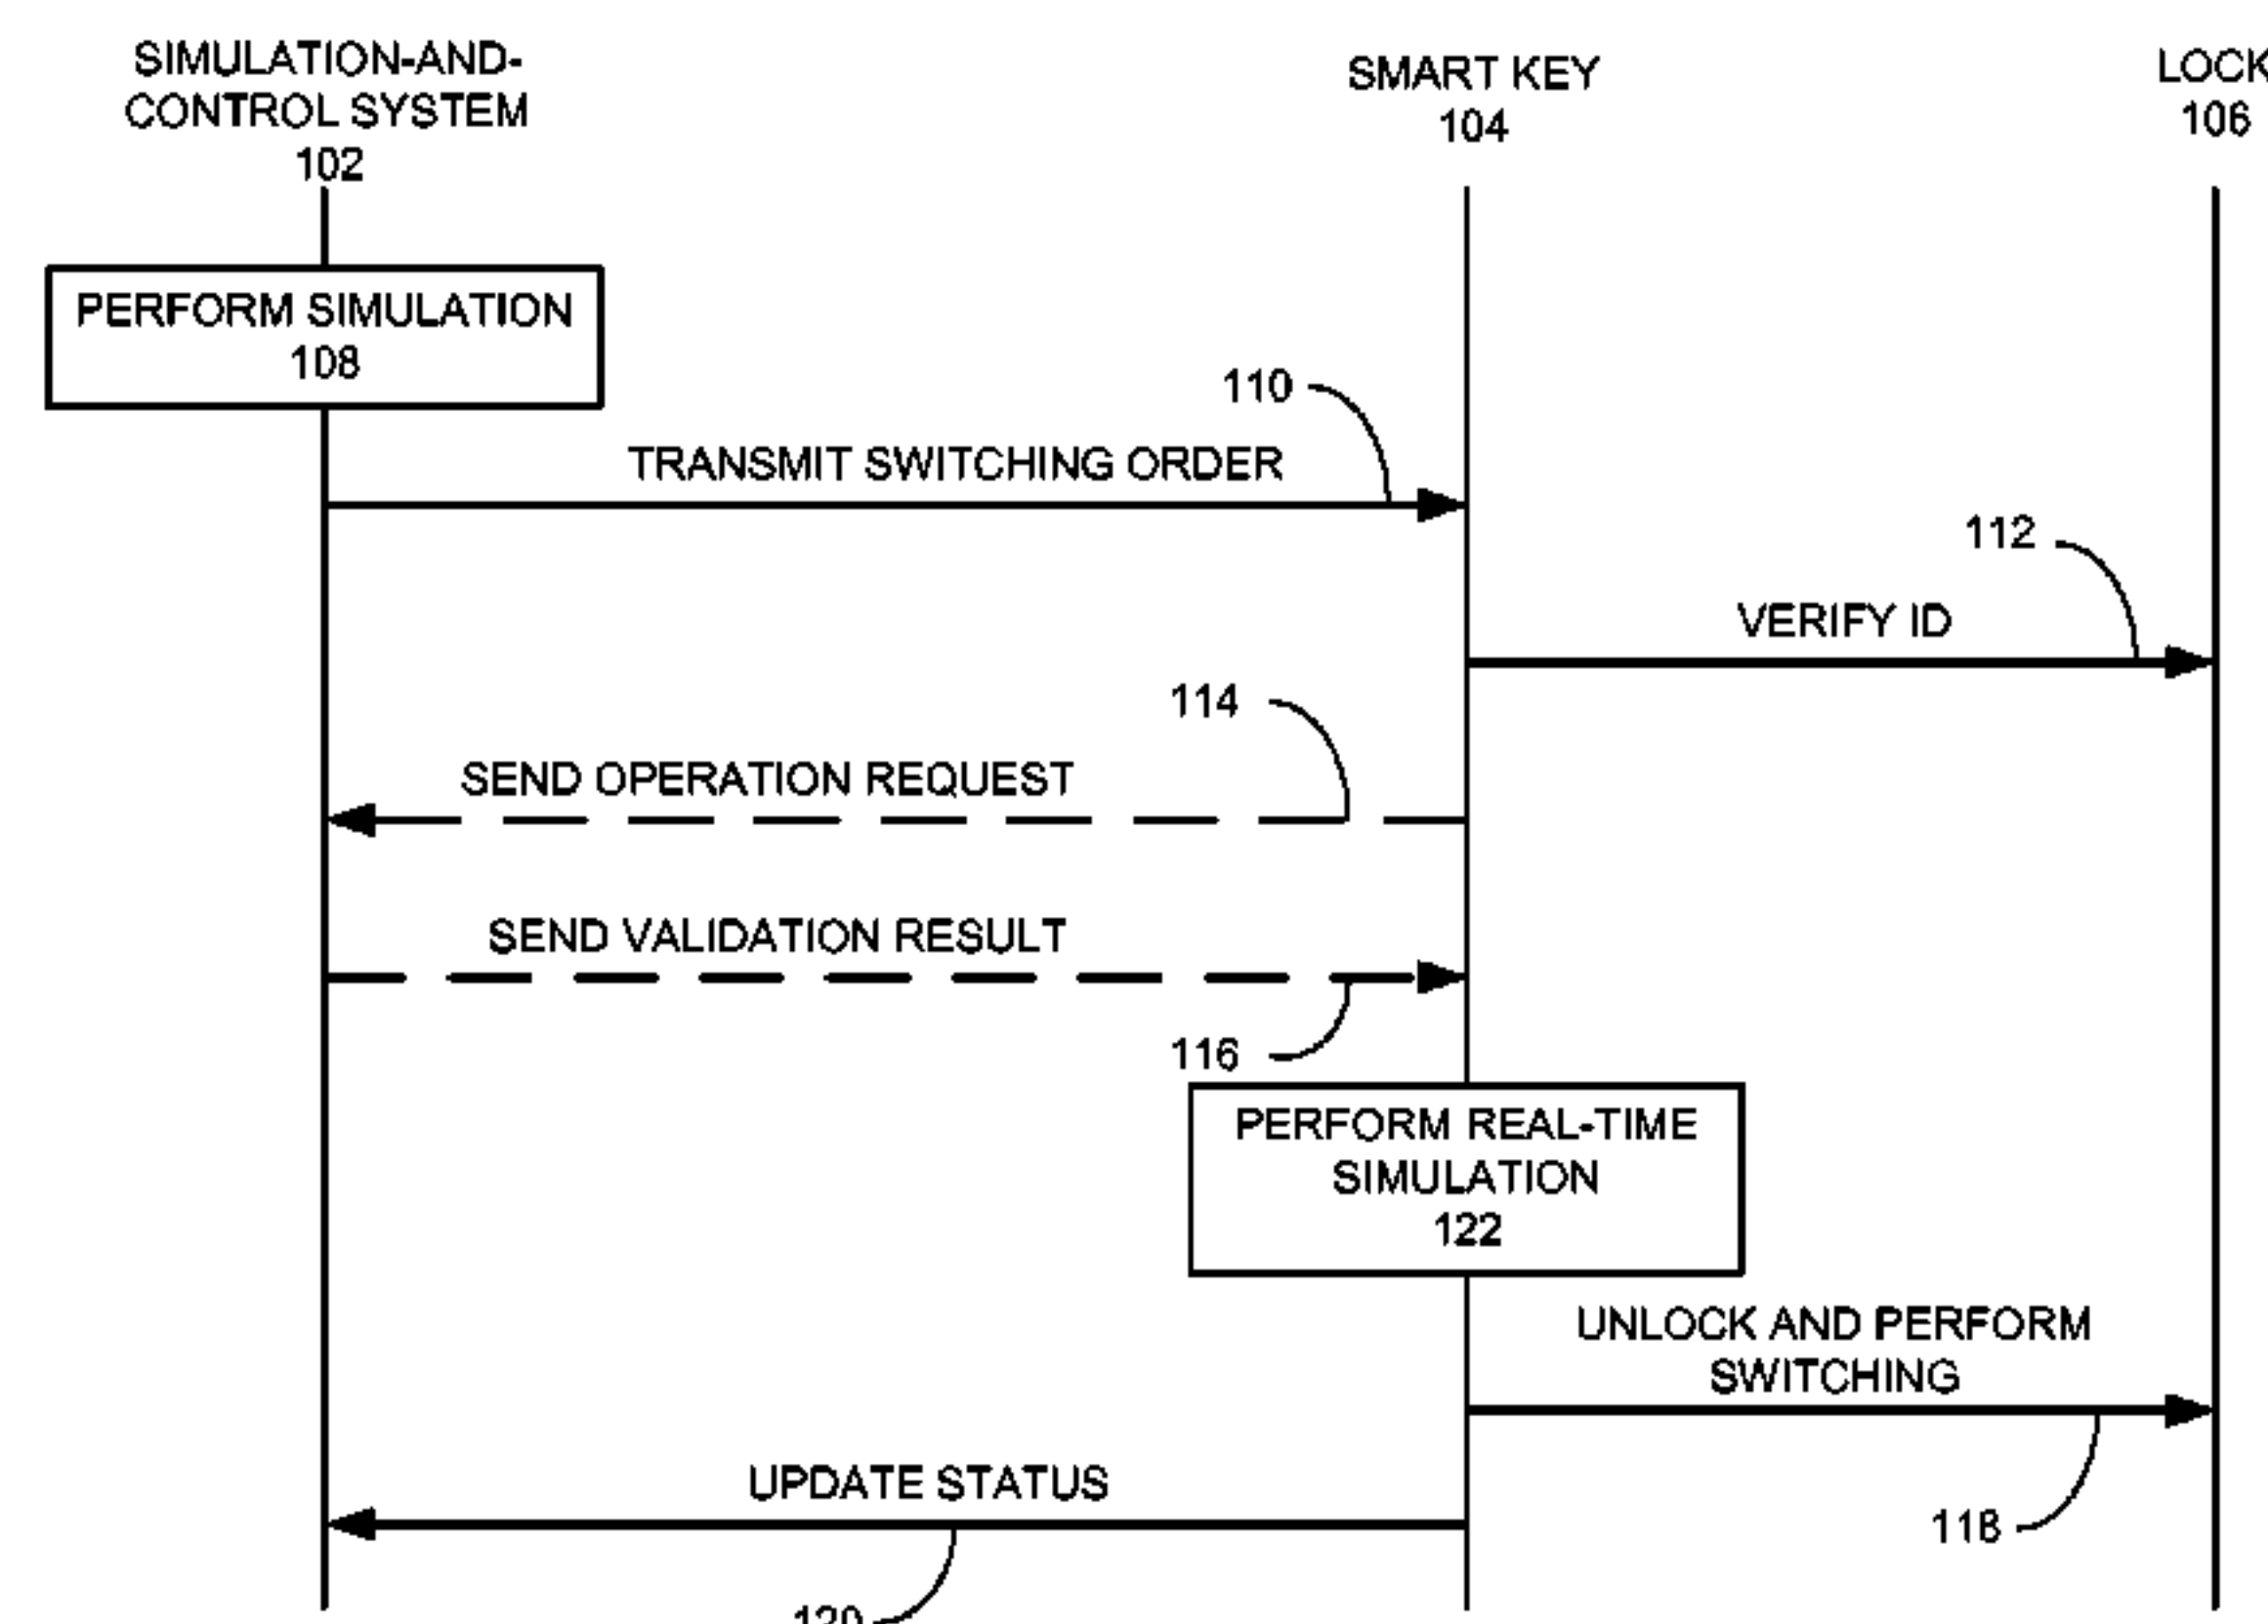 SIMULATION-AND-
CONTROL SYSTEM
102
SMART KEY
104
LOCK
106
PERFORM SIMULATION
108
110
TRANSMIT SWITCHING ORDER
112
VERIFY ID
114
SEND OPERATION REQUEST
SEND VALIDATION RESULT
116
PERFORM REAL-TIME
SIMULATION
122
UNLOCK AND PERFORM
SWITCHING
118
UPDATE STATUS
120